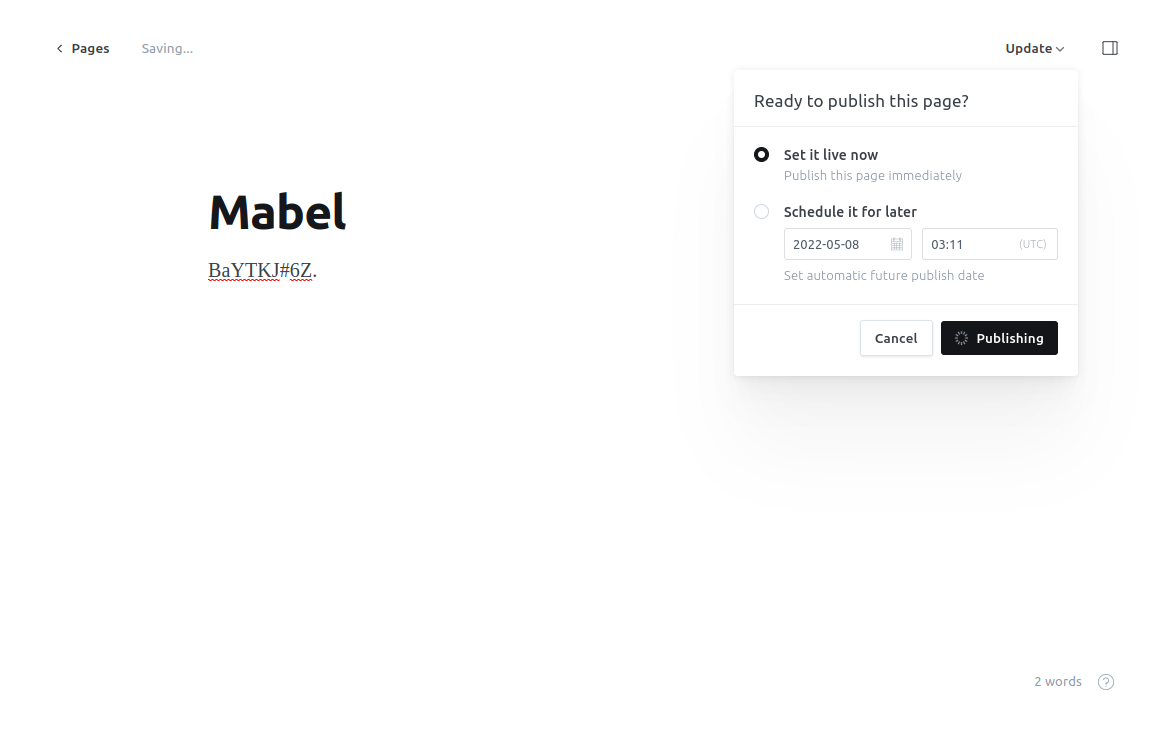 Pages
Saving...
Update
Ready to publish this page?
Set it live now
Publish this page immediately
Schedule it for later
2022-05-08
03:11
(UTC)
Set automatic future publish date
Cancel
Publishing
Mabel
BaYTKJ#6Z.
2 words
?